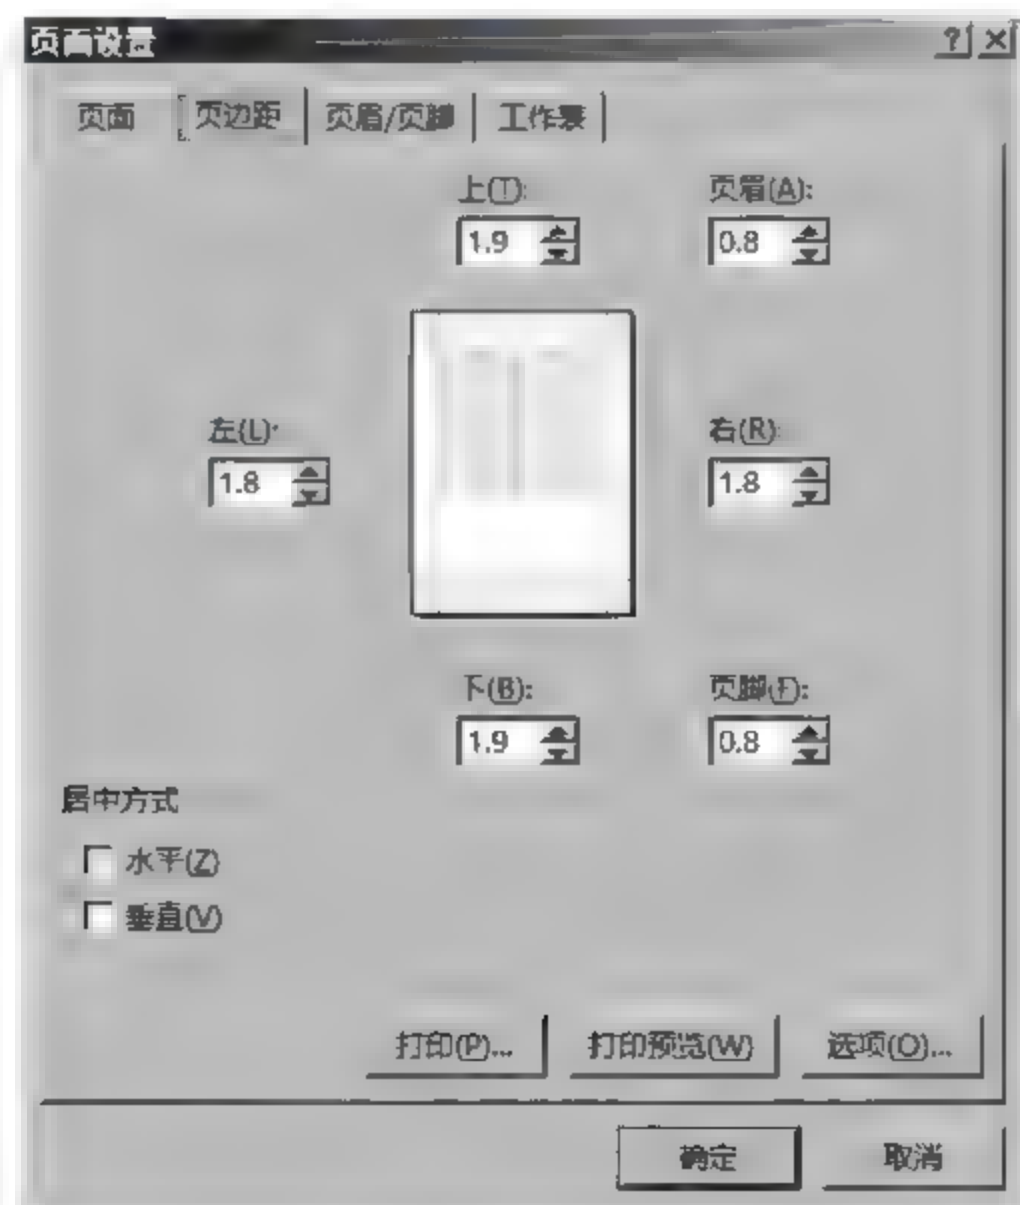 页面设置
页面 页边距 页眉/页脚 工作表
上(T): 页眉(A):
1.9 0.8
左(L): 右(R):
1.8 1.8
下(B): 页脚(F):
1.9 0.8
居中方式
水平(Z)
垂直(V)
打印(P)... 打印预览(W) 选项(O)...
确定 取消